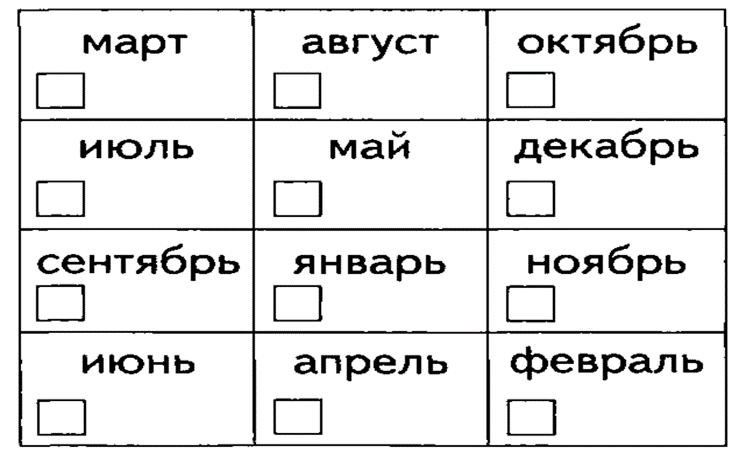 март август октябрь
июль май декабрь
сентябрь январь ноябрь
июнь апрель февраль